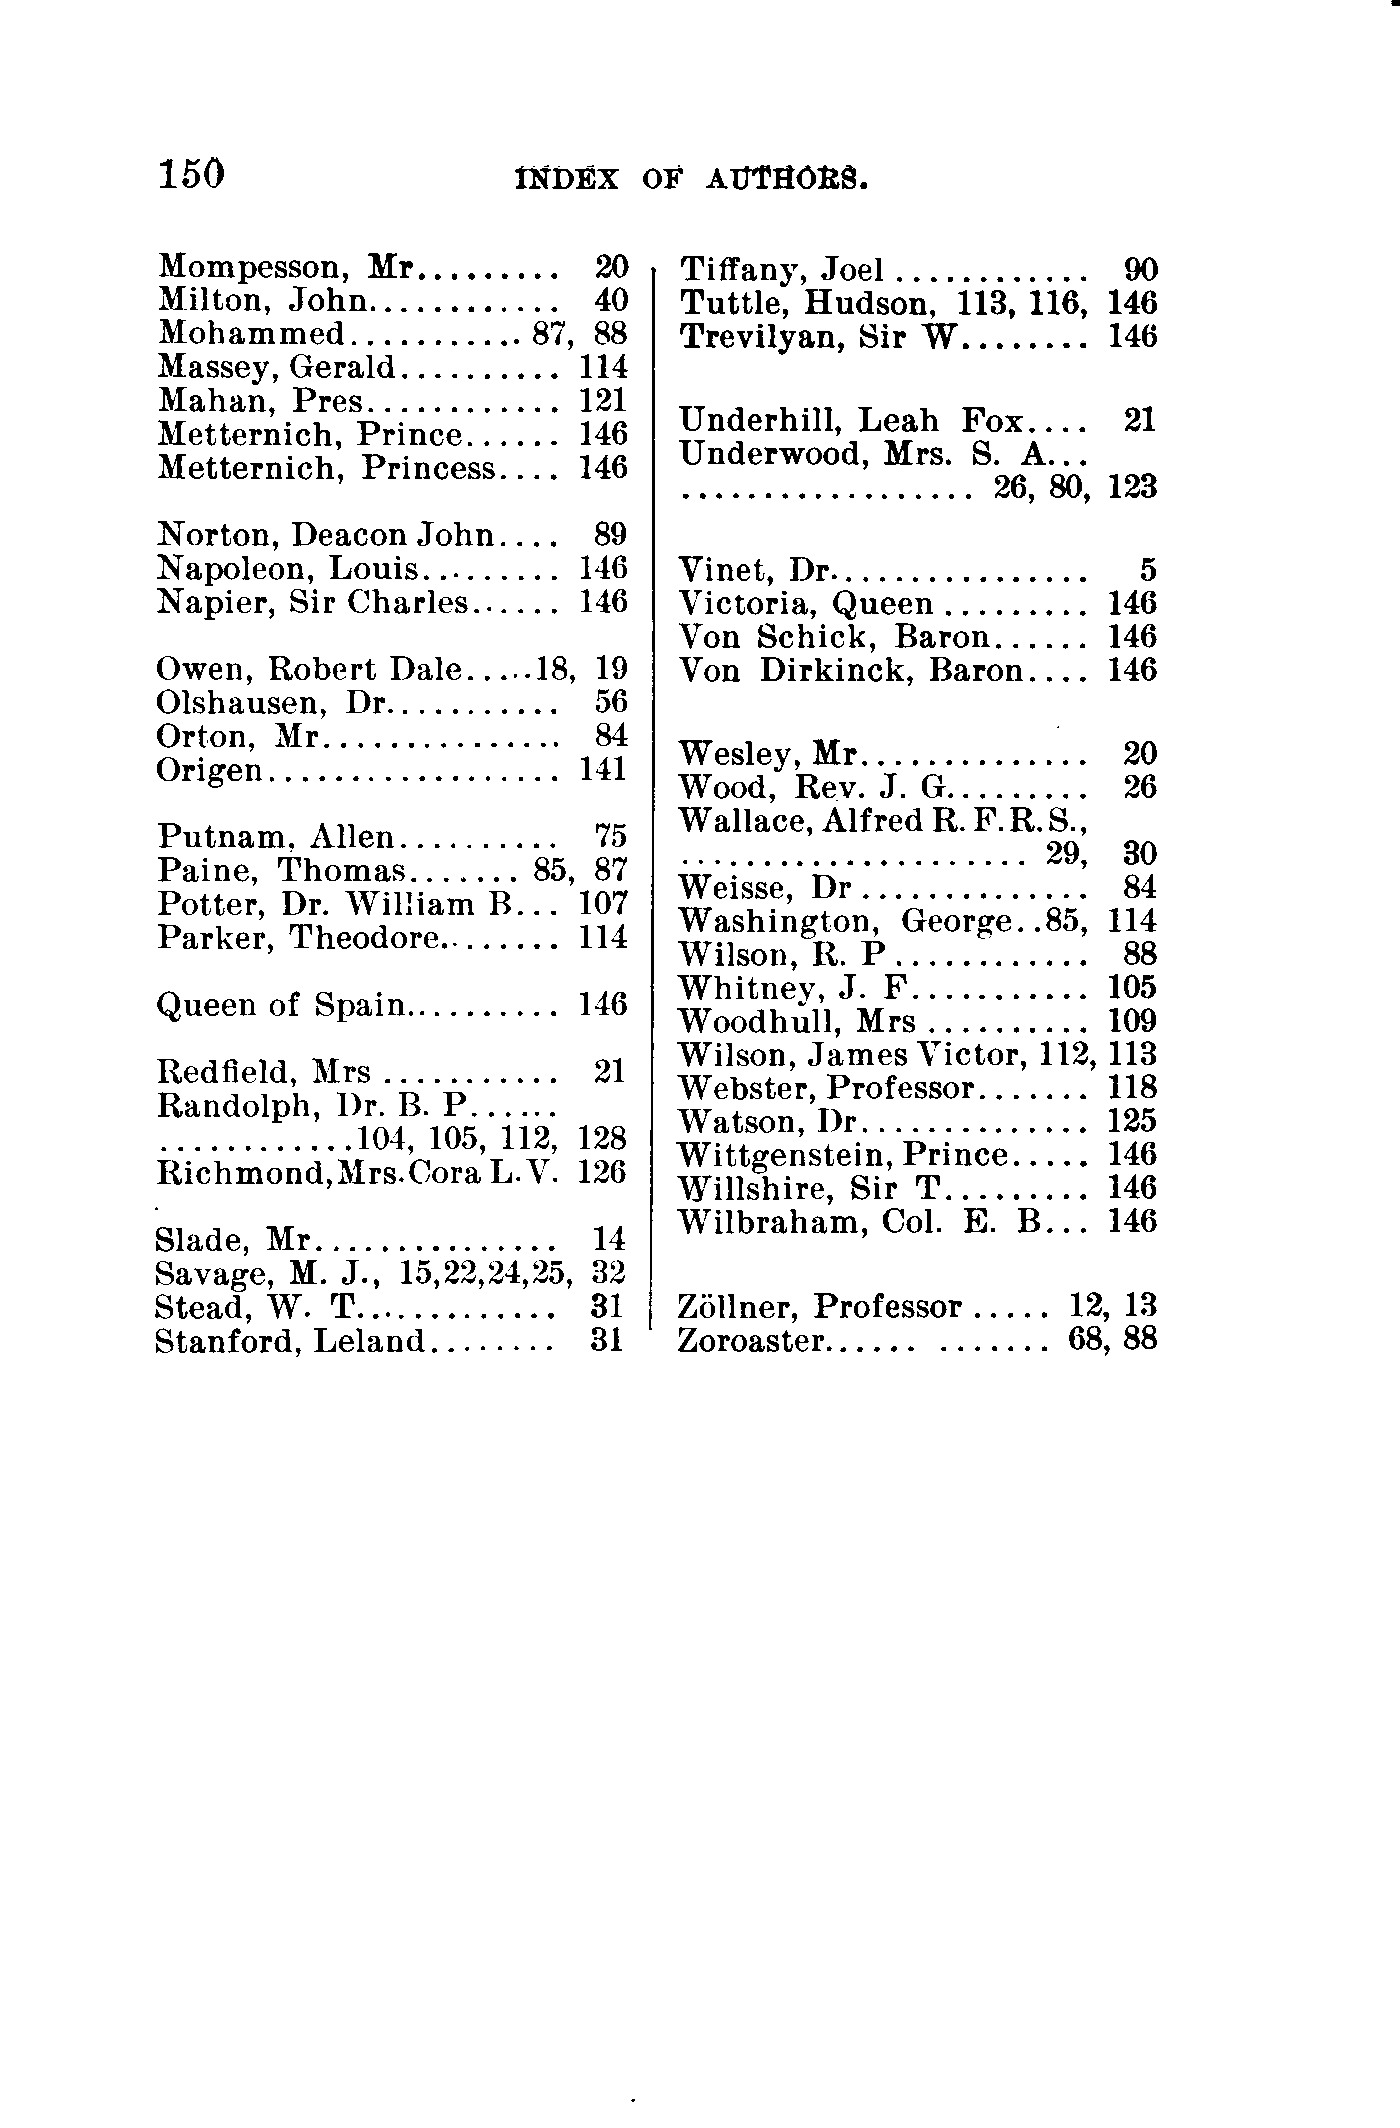 150 INDEX OF AUTHORS.
Mompesson, Mr......... 20
Milton, John............ 40
Mohammed........... 87, 88
Massey, Gerald.......... 114
Mahan, Pres............ 121
Metternich, Prince...... 146
Metternich, Princess.... 146
Norton, Deacon John.... 89
Napoleon, Louis......... 146
Napier, Sir Charles...... 146
Owen, Robert Dale.....18, 19
Olshausen, Dr........... 56
Orton, Mr............... 84
Origen.................. 141
Putnam, Allen.......... 75
Paine, Thomas....... 85, 87
Potter, Dr. William B... 107
Parker, Theodore........ 114
Queen of Spain.......... 146
Redfield, Mrs ........... 21
Randolph, Dr. B. P......
............104, 105, 112, 128
Richmond,Mrs.Cora L.V. 126
Slade, Mr............... 14
Savage, M. J., 15,22,24,25, 32
Stead, W. T............. 31
Stanford, Leland........ 31
Tiffany, Joel ............ 90
Tuttle, Hudson, 113, 116, 146
Trevilyan, Sir W........ 146
Underhill, Leah Fox.... 21
Underwood, Mrs. S. A...
.................. 26, 80, 123
Vinet, Dr................ 5
Victoria, Queen ......... 146
Von Schick, Baron...... 146
Von Dirkinck, Baron.... 146
Wesley, Mr.............. 20
Wood, Rev. J. G......... 26
Wallace, Alfred R. F.R.S.,
..................... 29, 30
Weisse, Dr .............. 84
Washington, George..85, 114
Wilson, R. P ............ 88
Whitney, J. F........... 105
Woodhull, Mrs .......... 109
Wilson, James Victor, 112, 113
Webster, Professor....... 118
Watson, Dr.............. 125
Wittgenstein, Prince..... 146
Willshire, Sir T......... 146
Wilbraham, Col. E. B... 146
Zöllner, Professor ..... 12, 13
Zoroaster...... ....... 68, 88